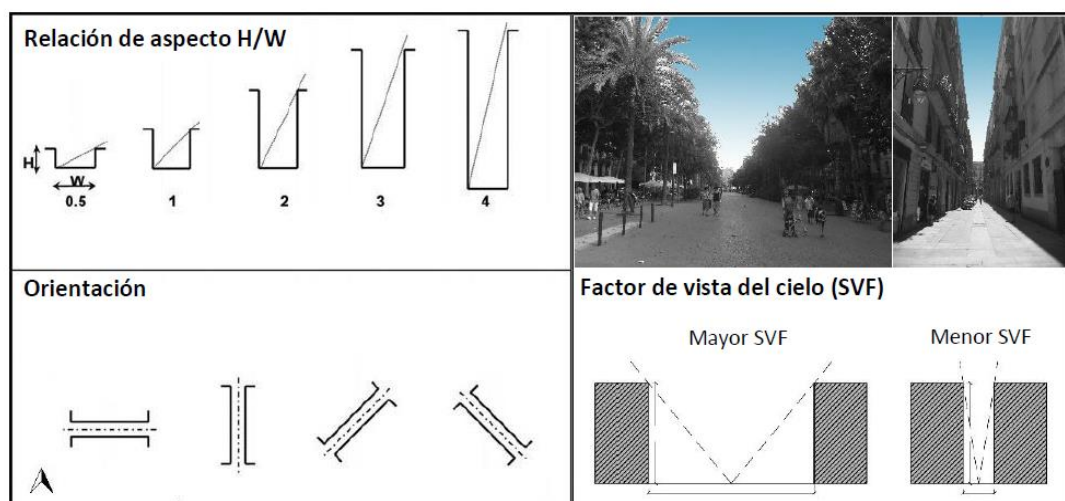 Relación de aspecto H/W
H
W
0.5
1
2
3
4
Orientación
Factor de vista del cielo (SVF)
Mayor SVF
Menor SVF